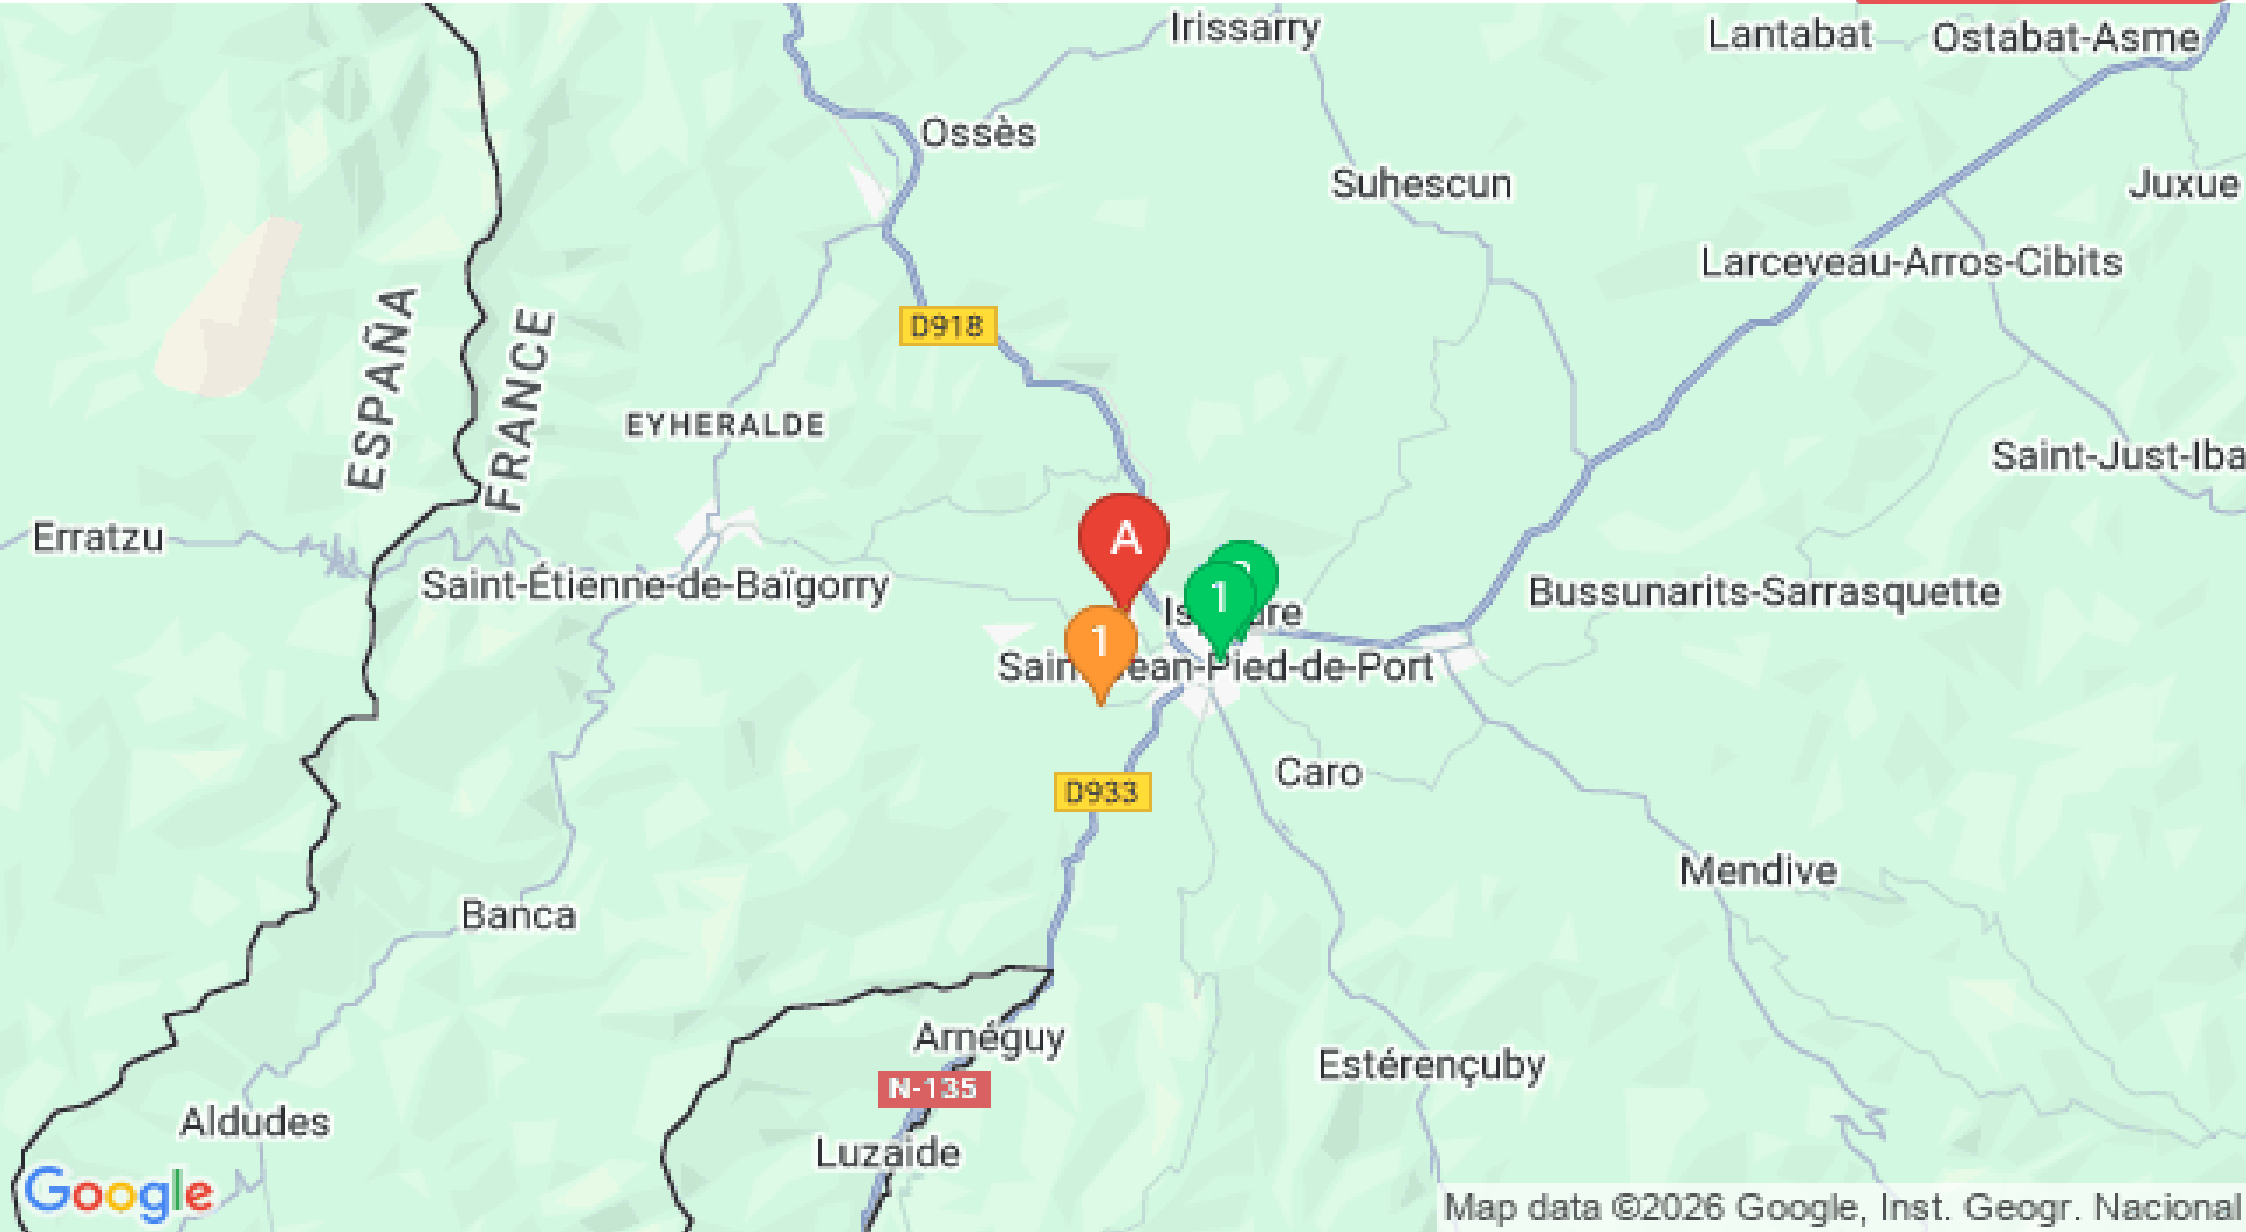 Irissarry
Lantabat
Ostabat-Asme
Ossès
Suhescun
Juxue
Larceveau-Arros-Cibits
ESPAÑA
FRANCE
D918
EYHERALDE
Saint-Just-Iba
Erratzu
A
Saint-Étienne-de-Baïgorry
1
Bussunarits-Sarrasquette
1
Saint-Jean-Pied-de-Port
Caro
D933
Mendive
Banca
Arnéguy
Estérençuby
N-135
Aldudes
Luzaide
Google
Map data ©2026 Google, Inst. Geogr. Nacional